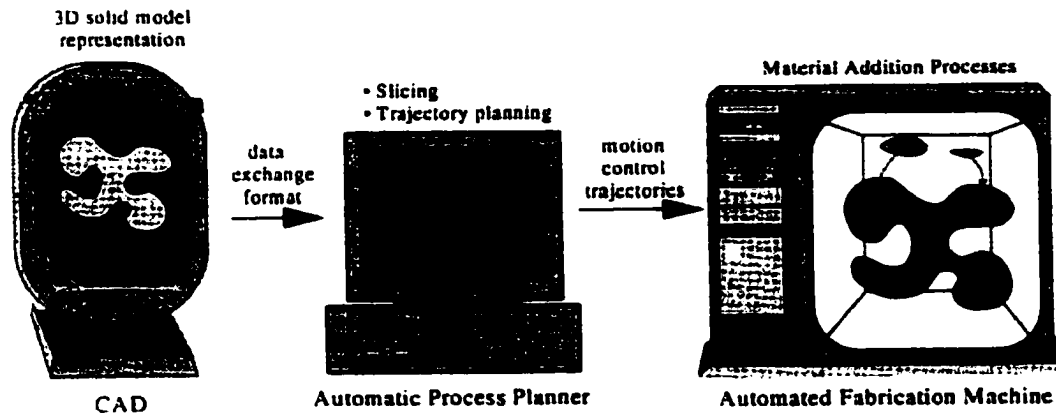 3D solid model
representation
CAD
data
exchange
format
• Slicing
• Trajectory planning
Automatic Process Planner
motion
control
trajectories
Material Addition Processes
Automated Fabrication Machine